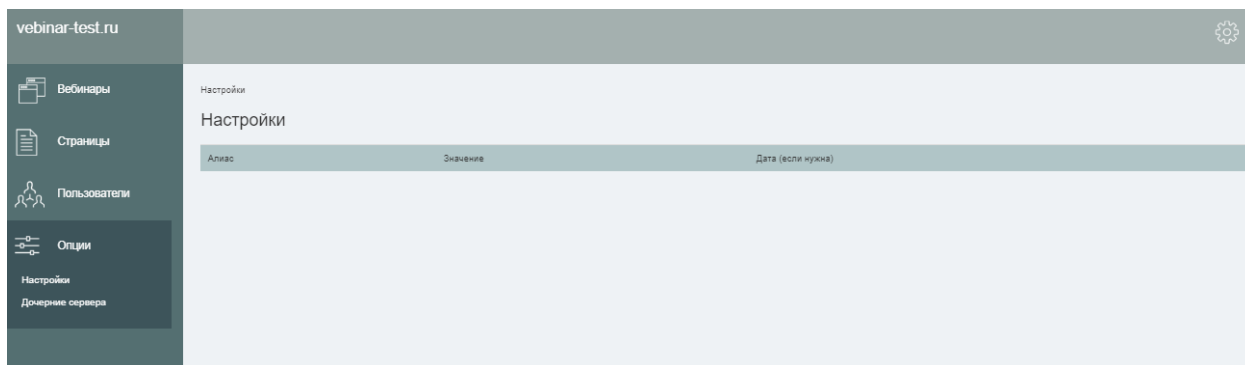 vebinar-test.ru
Вебинары
Страницы
Пользователи
Опции
Настройки
Дочерние сервера
Настройки
Настройки
Алиас Значение Дата (если нужна)